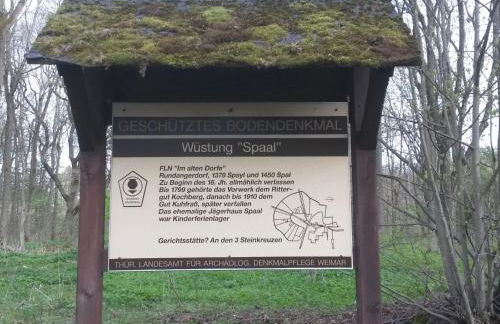 GESCHÜTZTES BODENDENKMAL
Wüstung "Spaal"
FLN "Im alten Dorfe"
Rundangerdorf, 1378 Spayl und 1450 Spal
Zu Beginn des 16. Jh. allmählich verlassen
Bis 1799 gehörte das Vorwerk dem Ritter-
gut Kochberg, danach bis 1910 dem
Gut Kuhfraß, später verfallen
Das ehemalige Jägerhaus Spaal
war Kinderferienlager
Gerichtsstätte? An den 3 Steinkreuzen
THÜR. LANDESAMT FÜR ARCHÄOLOG. DENKMALPFLEGE WEIMAR